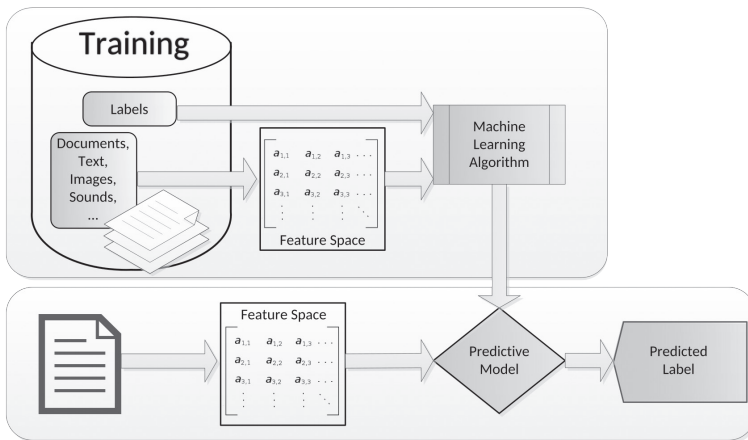 Training
Labels
Documents,
Text,
Images,
Sounds,
...
a1,1 a1,2 a1,3 ...
a2,1 a2,2 a2,3 ...
a3,1 a3,2 a3,3 ...
⋮ ⋮ ⋮ ⋱
Feature Space
Machine
Learning
Algorithm
Feature Space
a1,1 a1,2 a1,3 ...
a2,1 a2,2 a2,3 ...
a3,1 a3,2 a3,3 ...
⋮ ⋮ ⋮ ⋱
Predictive
Model
Predicted
Label